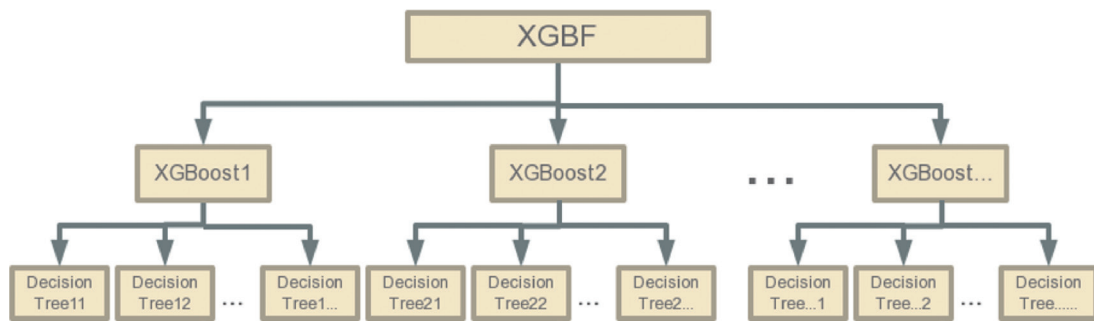 XGBF
XGBoost1
XGBoost2
...
XGBoost...
Decision
Tree11
Decision
Tree12
...
Decision
Tree1...
Decision
Tree21
Decision
Tree22
...
Decision
Tree2...
Decision
Tree...1
Decision
Tree...2
...
Decision
Tree......